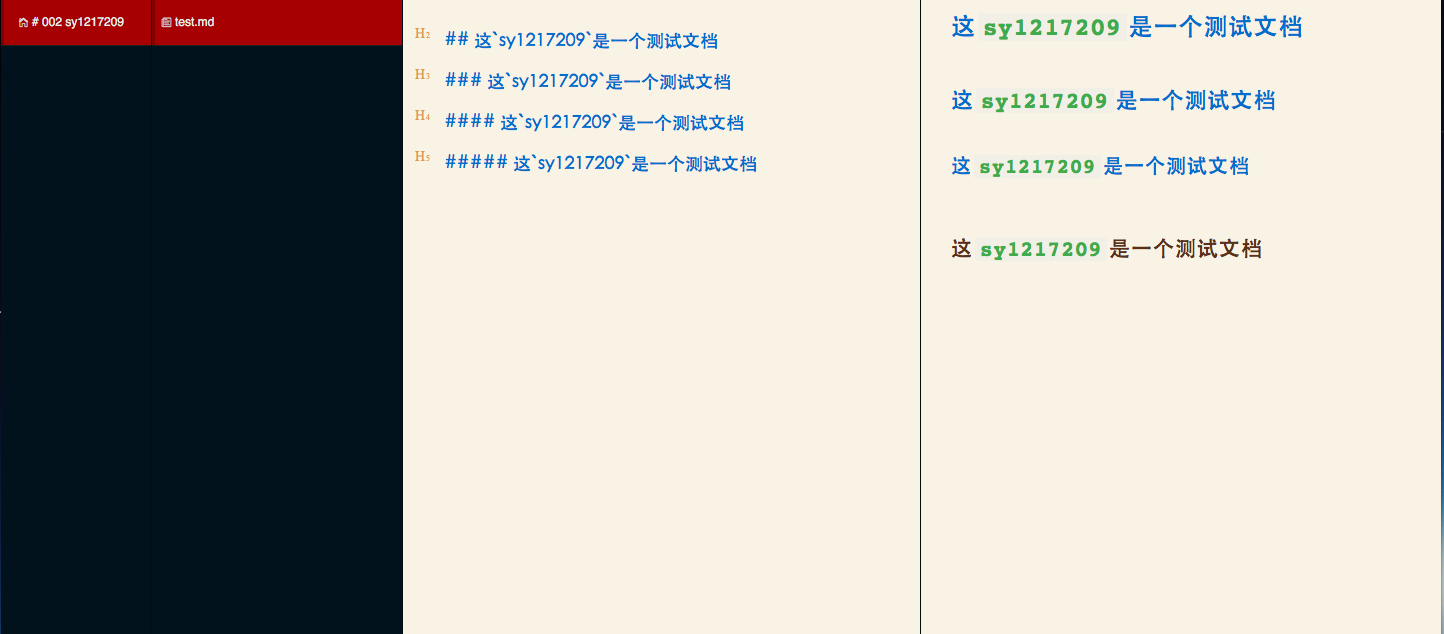 # 002 sy1217209
test.md
H2 ## 这`sy1217209`是一个测试文档
H3 ### 这`sy1217209`是一个测试文档
H4 #### 这`sy1217209`是一个测试文档
H5 ##### 这`sy1217209`是一个测试文档
这 sy1217209 是一个测试文档
这 sy1217209 是一个测试文档
这 sy1217209 是一个测试文档
这 sy1217209 是一个测试文档